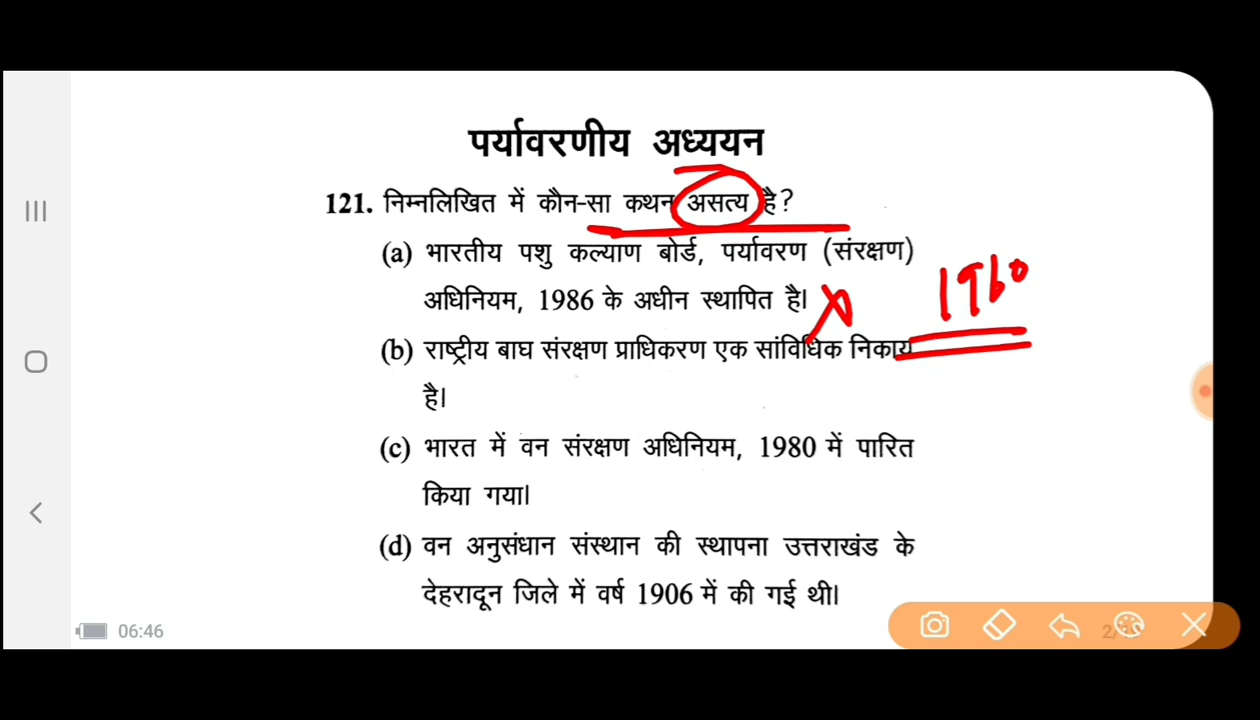 पर्यावरणीय अध्ययन
121. निम्नलिखित में कौन-सा कथन असत्य है?
(a) भारतीय पशु कल्याण बोर्ड, पर्यावरण (संरक्षण)
अधिनियम, 1986 के अधीन स्थापित है।
1960
(b) राष्ट्रीय बाघ संरक्षण प्राधिकरण एक सांविधिक निकाय
है।
(c) भारत में वन संरक्षण अधिनियम, 1980 में पारित
किया गया।
(d) वन अनुसंधान संस्थान की स्थापना उत्तराखंड के
देहरादून जिले में वर्ष 1906 में की गई थी।
06:46